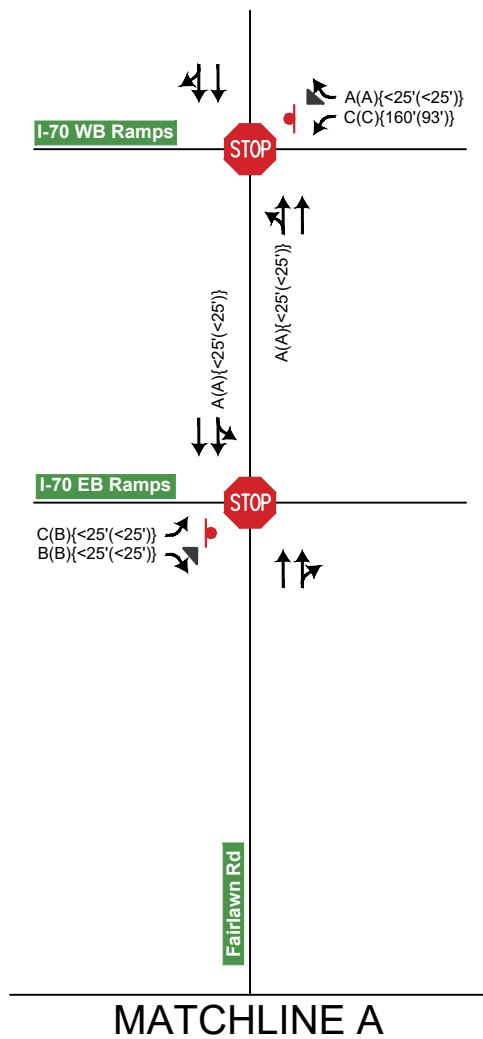 A(A){<25'(<25')}
C(C){160'(93')}
I-70 WB Ramps
STOP
A(A){<25'(<25')}
A(A){<25'(<25')}
I-70 EB Ramps
STOP
C(B){<25'(<25')}
B(B){<25'(<25')}
Fairlawn Rd
MATCHLINE A